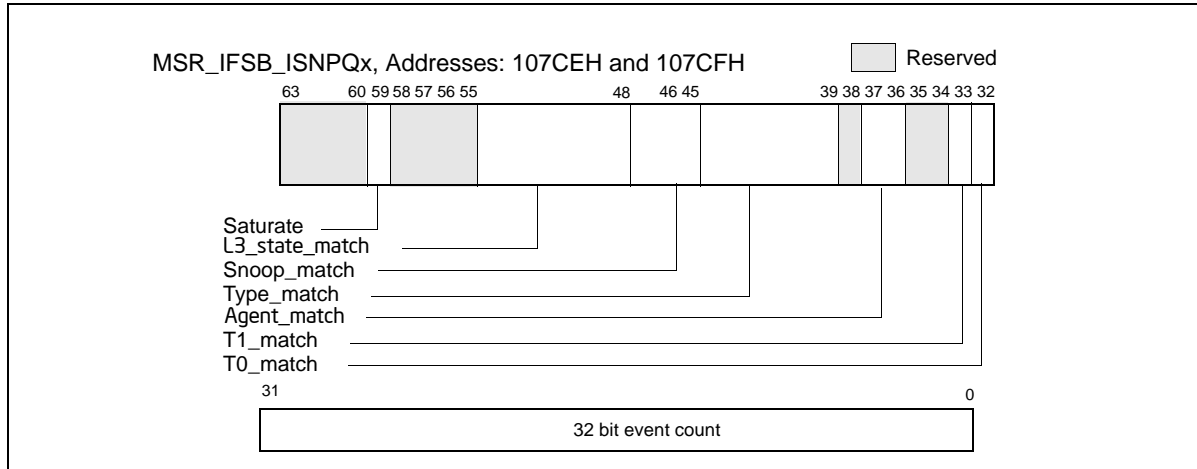 MSR_IFSB_ISNPQx, Addresses: 107CEH and 107CFH
Reserved
63 60 59 58 57 56 55 48 46 45 39 38 37 36 35 34 33 32
Saturate
L3_state_match
Snoop_match
Type_match
Agent_match
T1_match
T0_match
31 0
32 bit event count